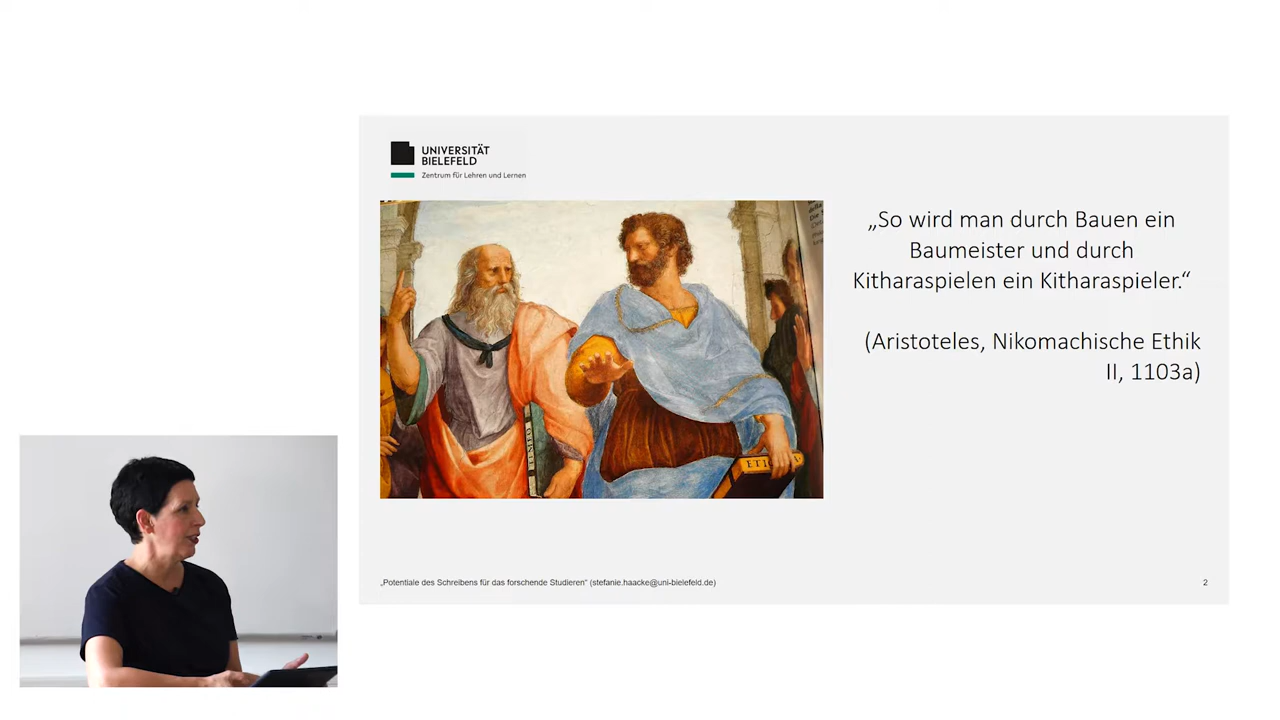 UNIVERSITÄT
BIELEFELD
Zentrum für Lehren und Lernen
„So wird man durch Bauen ein
Baumeister und durch
Kitharaspielen ein Kitharaspieler.“
(Aristoteles, Nikomachische Ethik
II, 1103a)
„Potentiale des Schreibens für das forschende Studieren“ (stefanie.haacke@uni-bielefeld.de)
2